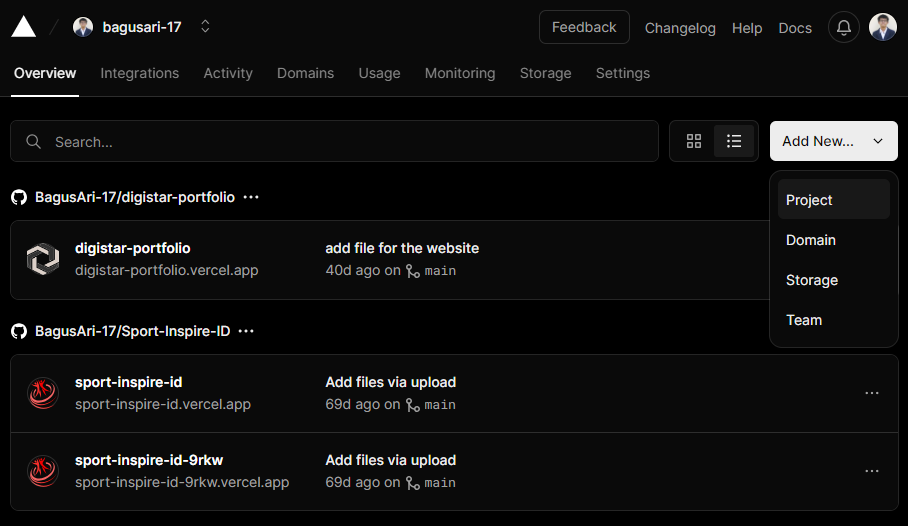 bagusari-17 Feedback Changelog Help Docs
Overview Integrations Activity Domains Usage Monitoring Storage Settings
Search... Add New...
Project
Domain
Storage
Team
BagusAri-17/digistar-portfolio ...
digistar-portfolio add file for the website
digistar-portfolio.vercel.app 40d ago on main
BagusAri-17/Sport-Inspire-ID ...
sport-inspire-id Add files via upload
sport-inspire-id.vercel.app 69d ago on main
sport-inspire-id-9rkw Add files via upload
sport-inspire-id-9rkw.vercel.app 69d ago on main